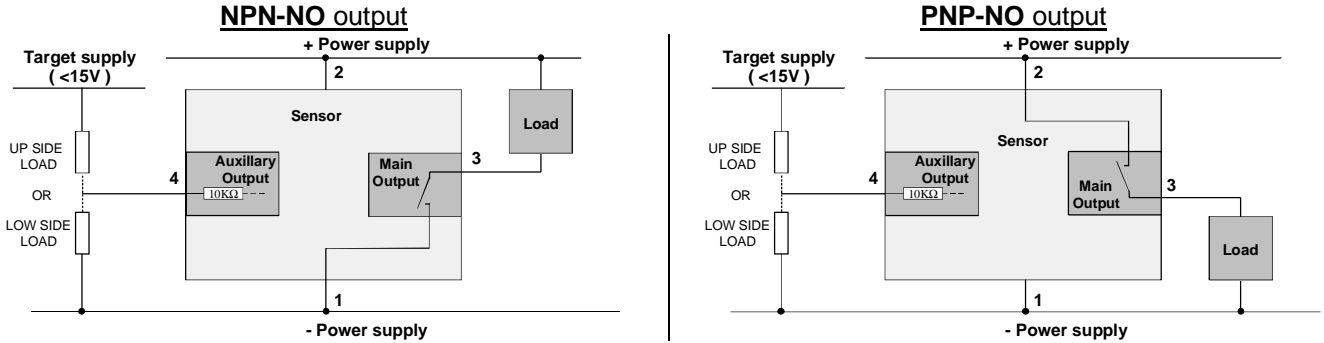 NPN-NO output
+ Power supply
Target supply
( <15V )
2
Sensor
Load
UP SIDE
LOAD
Auxillary
Output
Main
Output
3
4
10KΩ
OR
LOW SIDE
LOAD
1
- Power supply
PNP-NO output
+ Power supply
Target supply
( <15V )
2
Sensor
UP SIDE
LOAD
Auxillary
Output
4
10KΩ
Main
Output
3
OR
LOW SIDE
LOAD
Load
1
- Power supply